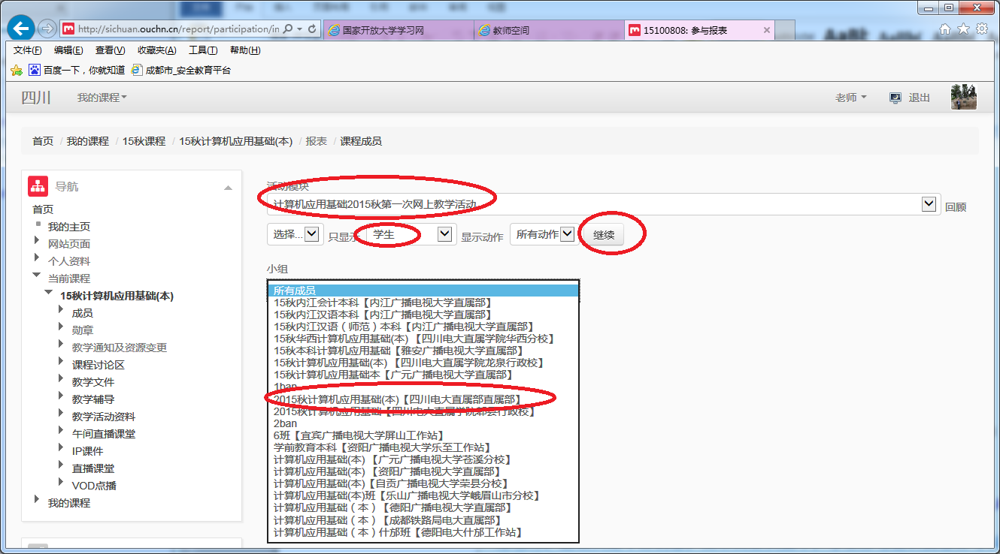 http://sichuan.ouchn.cn/report/participation/in
国家开放大学学习网
教师空间
15100808: 参与报表
文件(F) 编辑(E) 查看(V) 收藏夹(A) 工具(T) 帮助(H)
百度一下，你就知道 成都市_安全教育平台
四川 我的课程 老师 退出
首页 / 我的课程 / 15秋课程 / 15秋计算机应用基础(本) / 报表 / 课程成员
导航
首页
我的主页
网站页面
个人资料
当前课程
15秋计算机应用基础(本)
成员
勋章
教学通知及资源变更
课程讨论区
教学文件
教学辅导
教学活动资料
午间直播课堂
IP课件
直播课堂
VOD点播
我的课程
活动模块
计算机应用基础2015秋第一次网上教学活动 回顾
选择... 只显示 学生 显示动作 所有动作 继续
小组
所有成员
15秋内江会计本科【内江广播电视大学直属部】
15秋内江汉语本科【内江广播电视大学直属部】
15秋内江汉语（师范）本科【内江广播电视大学直属部】
15秋华西计算机应用基础(本) 【四川电大直属学院华西分校】
15秋本科计算机应用基础【雅安广播电视大学直属部】
15秋计算机应用基础(本) 【四川电大直属学院龙泉行政校】
15秋计算机应用基础本【广元广播电视大学直属部】
1ban
2015秋计算机应用基础(本)【四川电大直属部直属部】
2015秋计算机应用基础【四川电大直属学院郫县行政校】
2ban
6班【宜宾广播电视大学屏山工作站】
学前教育本科【资阳广播电视大学乐至工作站】
计算机应用基础(本) 【广元广播电视大学苍溪分校】
计算机应用基础(本) 【资阳广播电视大学直属部】
计算机应用基础(本)【自贡广播电视大学荣县分校】
计算机应用基础(本)班【乐山广播电视大学峨眉山市分校】
计算机应用基础（本）【德阳广播电视大学直属部】
计算机应用基础（本）【成都铁路局电大直属部】
计算机应用基础（本）什邡班【德阳电大什邡工作站】